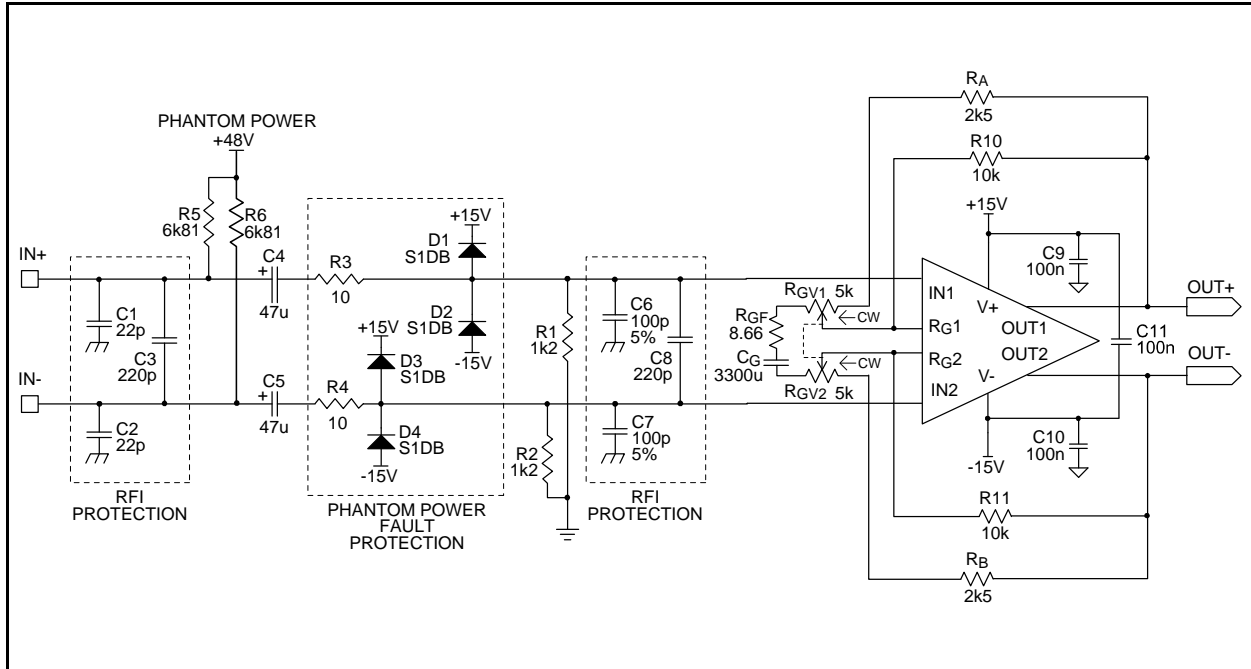 RA
2k5
R10
10k
PHANTOM POWER
+48V
R5
6k81
R6
6k81
IN+
C1
22p
C3
220p
C4
+
47u
R3
10
+15V
D1
S1DB
D2
S1DB
-15V
+15V
D3
S1DB
R1
1k2
C6
100p
5%
C8
220p
RGV1 5k
CW
RGF
8.66
CG
3300u
CW
RGV2 5k
+15V
C9
100n
IN1
V+
RG1
OUT1
RG2
OUT2
V-
IN2
C11
100n
OUT+
OUT-
IN-
C2
22p
C5
+
47u
R4
10
D4
S1DB
-15V
R2
1k2
C7
100p
5%
C10
100n
-15V
RFI
PROTECTION
PHANTOM POWER
FAULT
PROTECTION
RFI
PROTECTION
R11
10k
RB
2k5